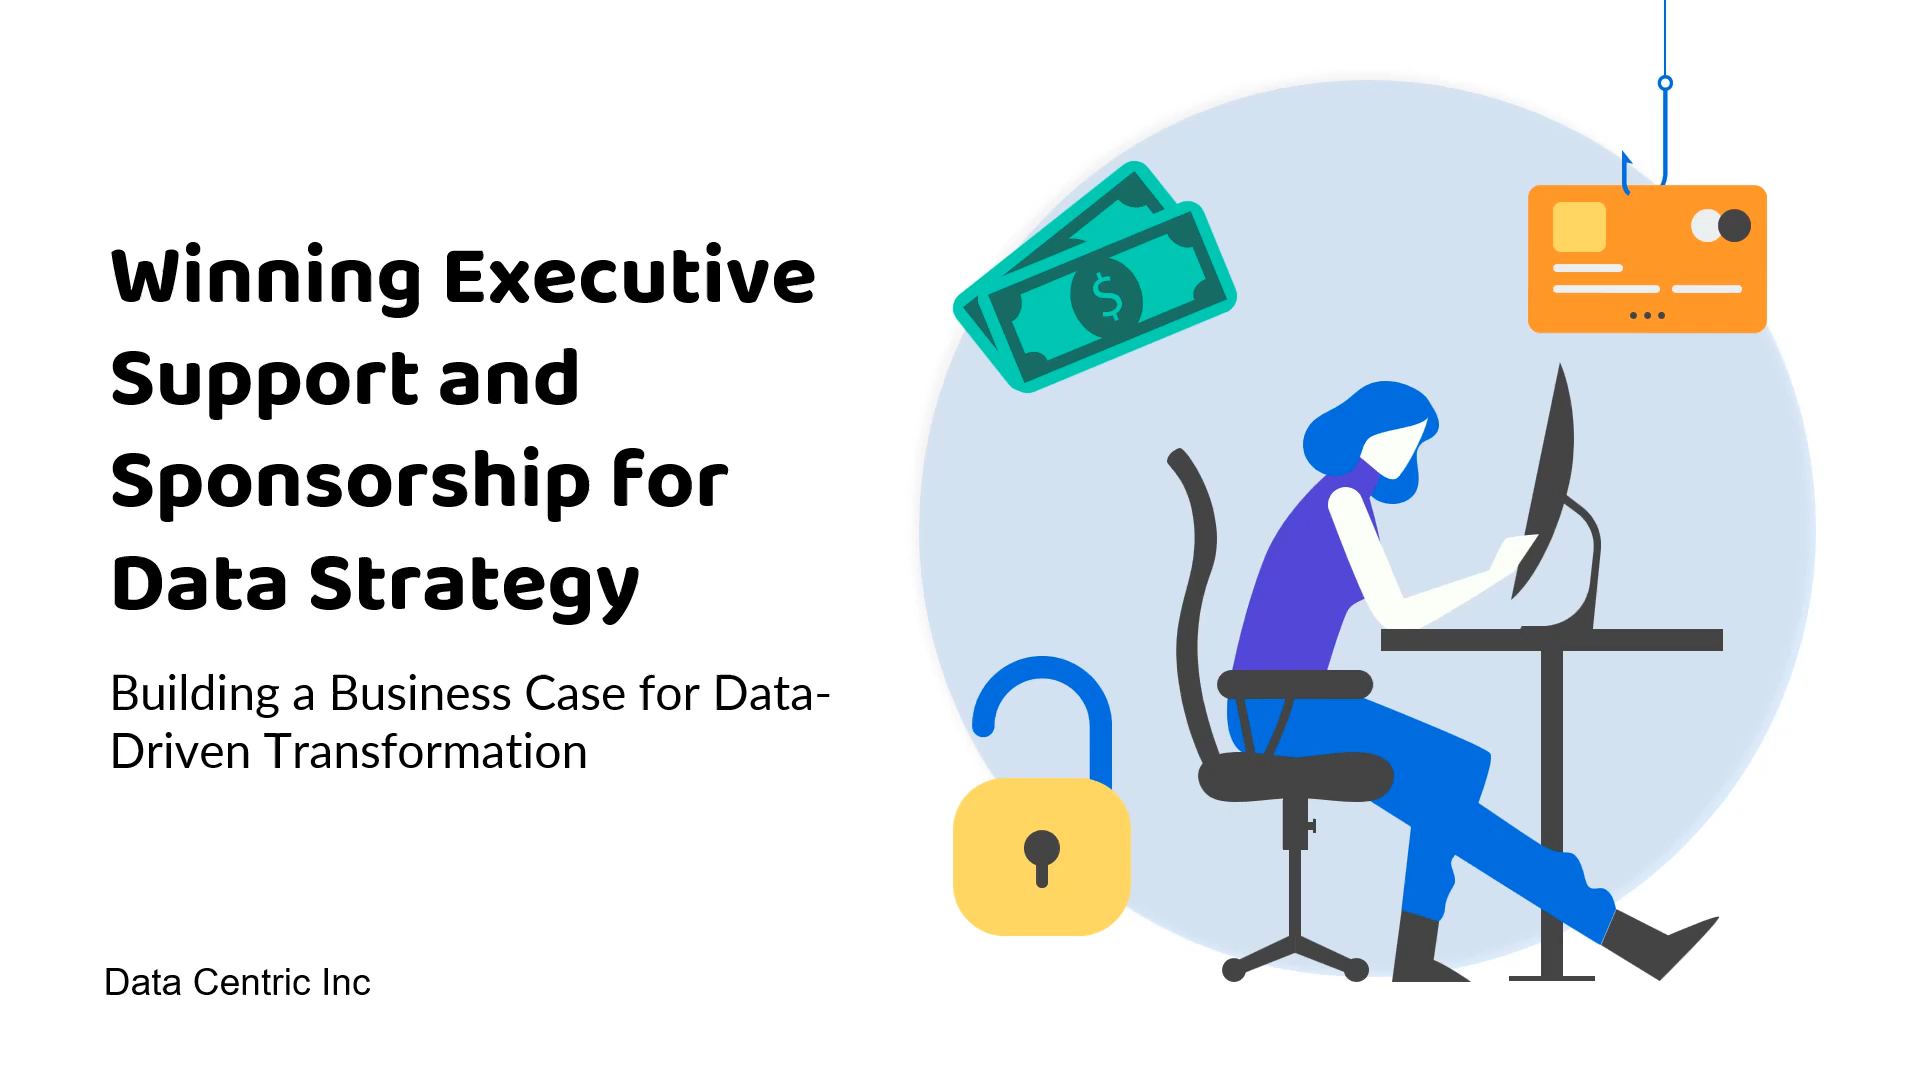 Winning Executive
Support and
Sponsorship for
Data Strategy
Building a Business Case for Data-
Driven Transformation
Data Centric Inc
$